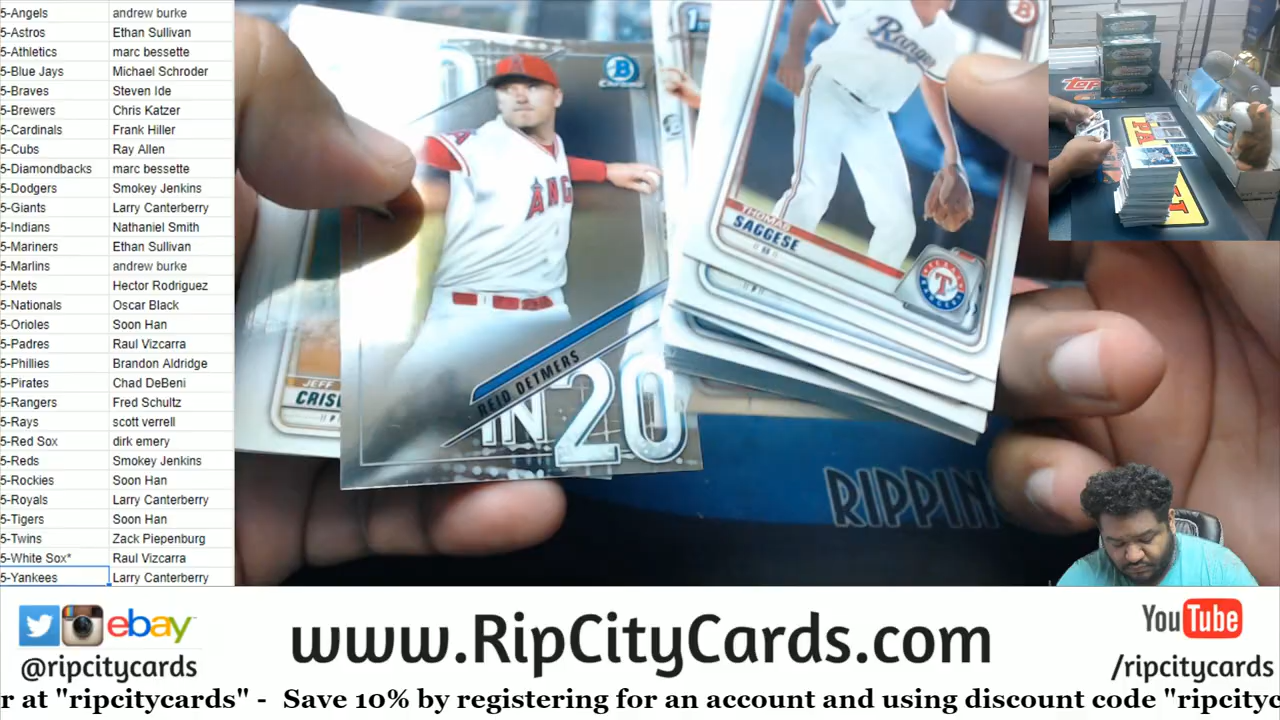 5-Angels andrew burke
5-Astros Ethan Sullivan
5-Athletics marc bessette
5-Blue Jays Michael Schroder
5-Braves Steven Ide
5-Brewers Chris Katzer
5-Cardinals Frank Hiller
5-Cubs Ray Allen
5-Diamondbacks marc bessette
5-Dodgers Smokey Jenkins
5-Giants Larry Canterberry
5-Indians Nathaniel Smith
5-Mariners Ethan Sullivan
5-Marlins andrew burke
5-Mets Hector Rodriguez
5-Nationals Oscar Black
5-Orioles Soon Han
5-Padres Raul Vizcarra
5-Phillies Brandon Aldridge
5-Pirates Chad DeBeni
5-Rangers Fred Schultz
5-Rays scott verrell
5-Red Sox dirk emery
5-Reds Smokey Jenkins
5-Rockies Soon Han
5-Royals Larry Canterberry
5-Tigers Soon Han
5-Twins Zack Piepenburg
5-White Sox* Raul Vizcarra
5-Yankees Larry Canterberry
B
Chrome
A
ANG
REID DETMERS
IN 20
JEFF
CRIS
1st
B
Rangers
THOMAS
SAGGESE
T
RIPPIN
ebay
@ripcitycards
www.RipCityCards.com
YouTube
/ripcitycards
r at "ripcitycards" - Save 10% by registering for an account and using discount code "ripcityc